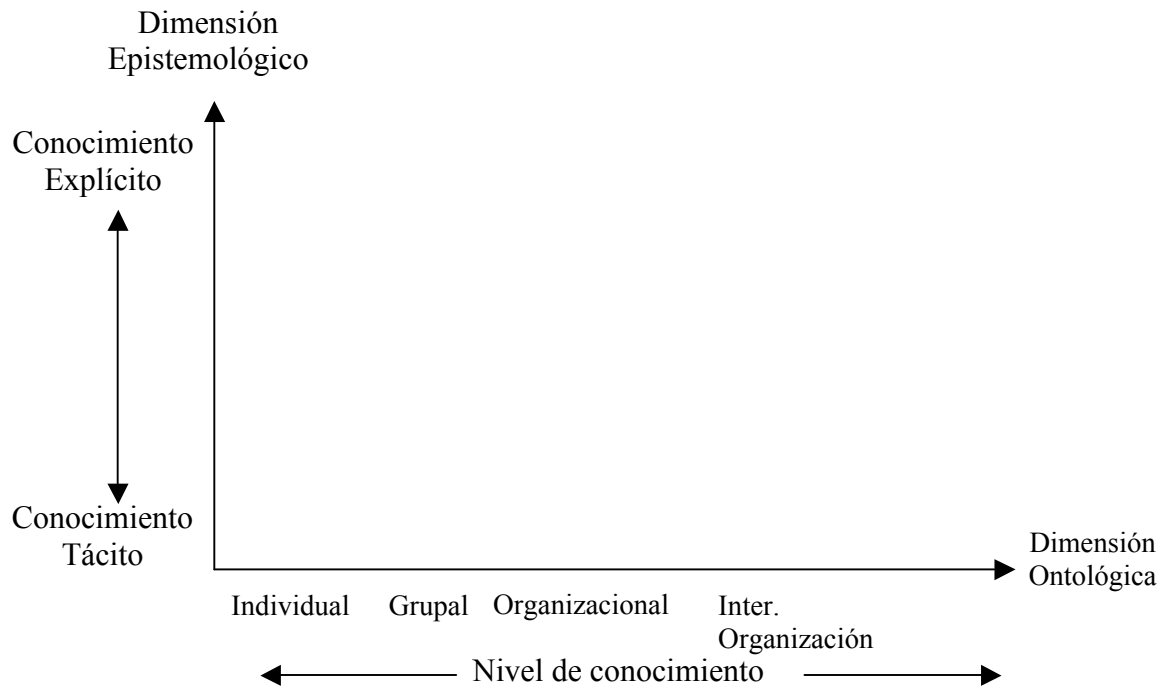 Dimensión
Epistemológico
Conocimiento
Explícito
Conocimiento
Tácito
Dimensión
Ontológica
Individual Grupal Organizacional Inter.
Organización
Nivel de conocimiento